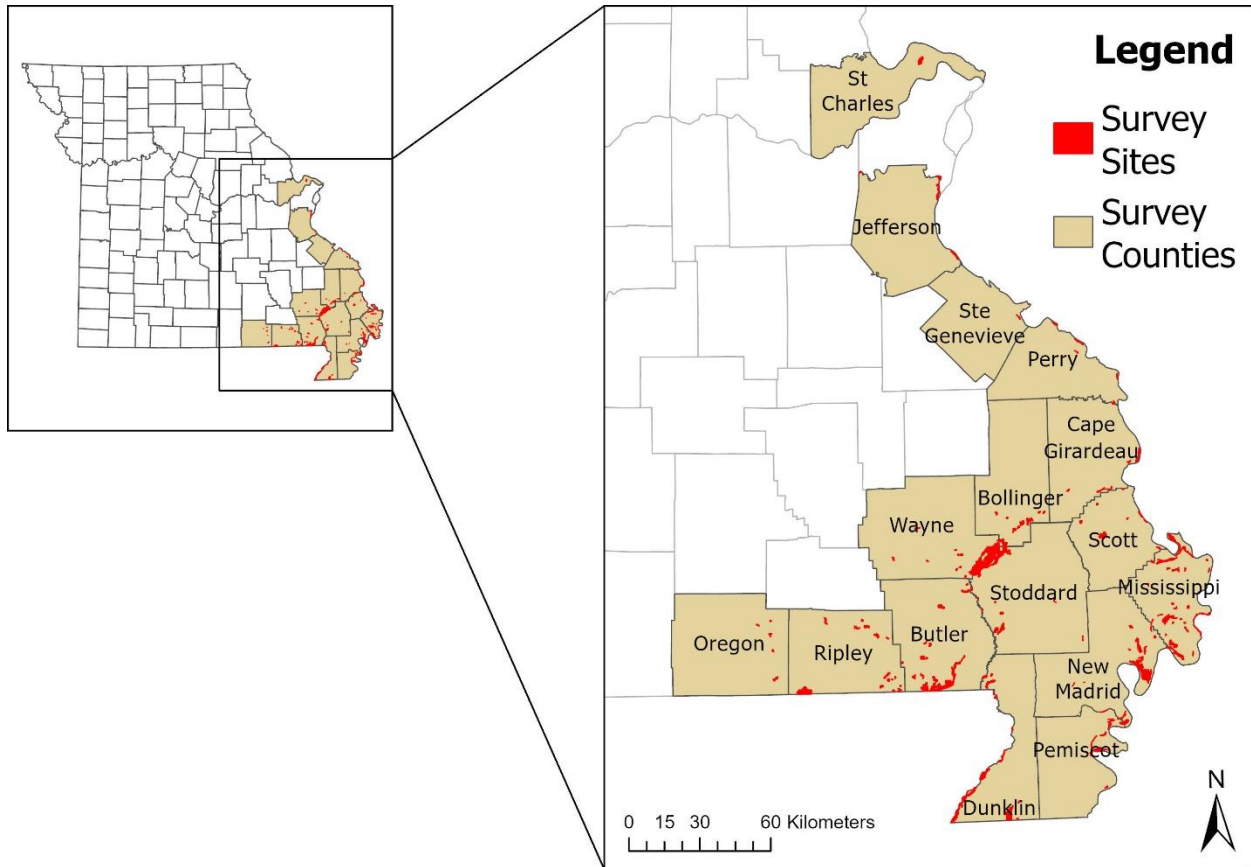 Legend
Survey
Sites
Survey
Counties
St
Charles
Jefferson
Ste
Genevieve
Perry
Cape
Girardeau
Bollinger
Wayne
Scott
Mississippi
Stoddard
Oregon
Ripley
Butler
New
Madrid
Pemiscot
Dunklin
0 15 30 60 Kilometers
N